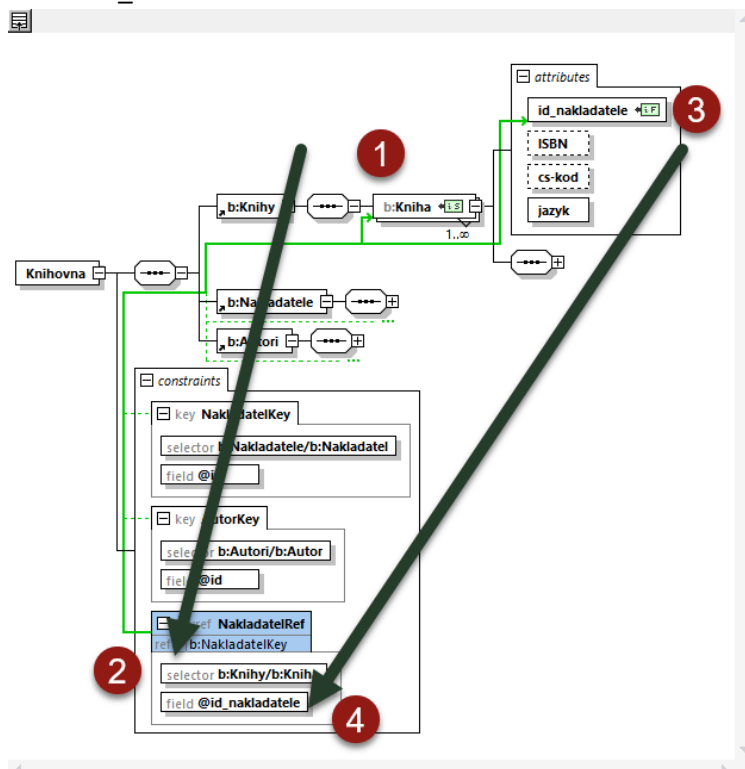 attributes
id_nakladatele
3
1
ISBN
cs-kod
b:Knihy
b:Kniha
jazyk
1..∞
Knihovna
b:Nakladatele
b:Autori
constraints
key NakladatelKey
selector b:Nakladatele/b:Nakladatel
field
key AutorKey
selector b:Autori/b:Autor
field @id
NakladatelRef
b:NakladatelKey
2
selector b:Knihy/b:Kniha
field @id_nakladatele
4